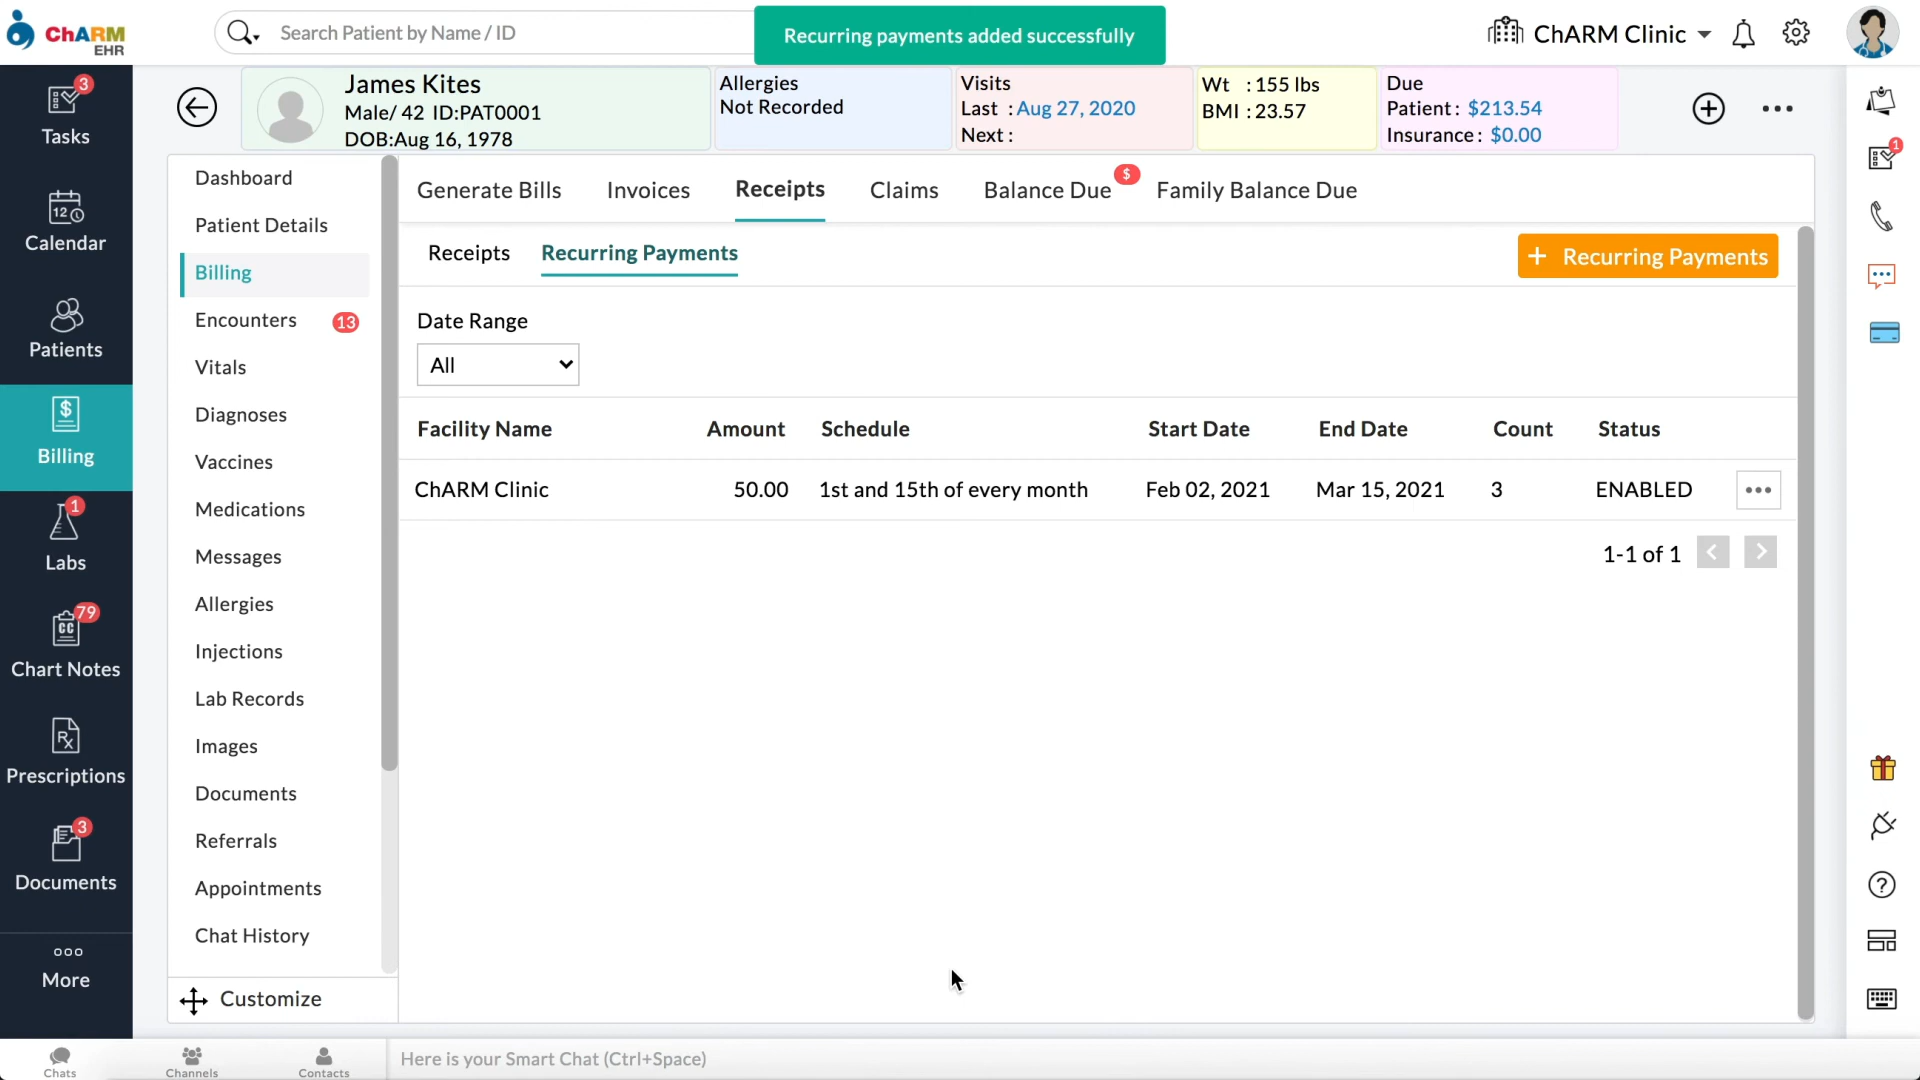 ChARM
EHR
Search Patient by Name / ID
Recurring payments added successfully
ChARM Clinic
3
Tasks
12
Calendar
Patients
$
Billing
1
Labs
79
CC
Chart Notes
Rx
Prescriptions
3
Documents
More
James Kites
Male/ 42 ID:PAT0001
DOB:Aug 16, 1978
Allergies
Not Recorded
Visits
Last : Aug 27, 2020
Next :
Wt : 155 lbs
BMI : 23.57
Due
Patient : $213.54
Insurance : $0.00
1
Dashboard
Patient Details
Billing
Encounters 13
Vitals
Diagnoses
Vaccines
Medications
Messages
Allergies
Injections
Lab Records
Images
Documents
Referrals
Appointments
Chat History
Customize
Generate Bills Invoices Receipts Claims Balance Due $ Family Balance Due
Receipts Recurring Payments
+ Recurring Payments
Date Range
All
Facility Name Amount Schedule Start Date End Date Count Status
ChARM Clinic 50.00 1st and 15th of every month Feb 02, 2021 Mar 15, 2021 3 ENABLED
1-1 of 1
Chats Channels Contacts
Here is your Smart Chat (Ctrl+Space)